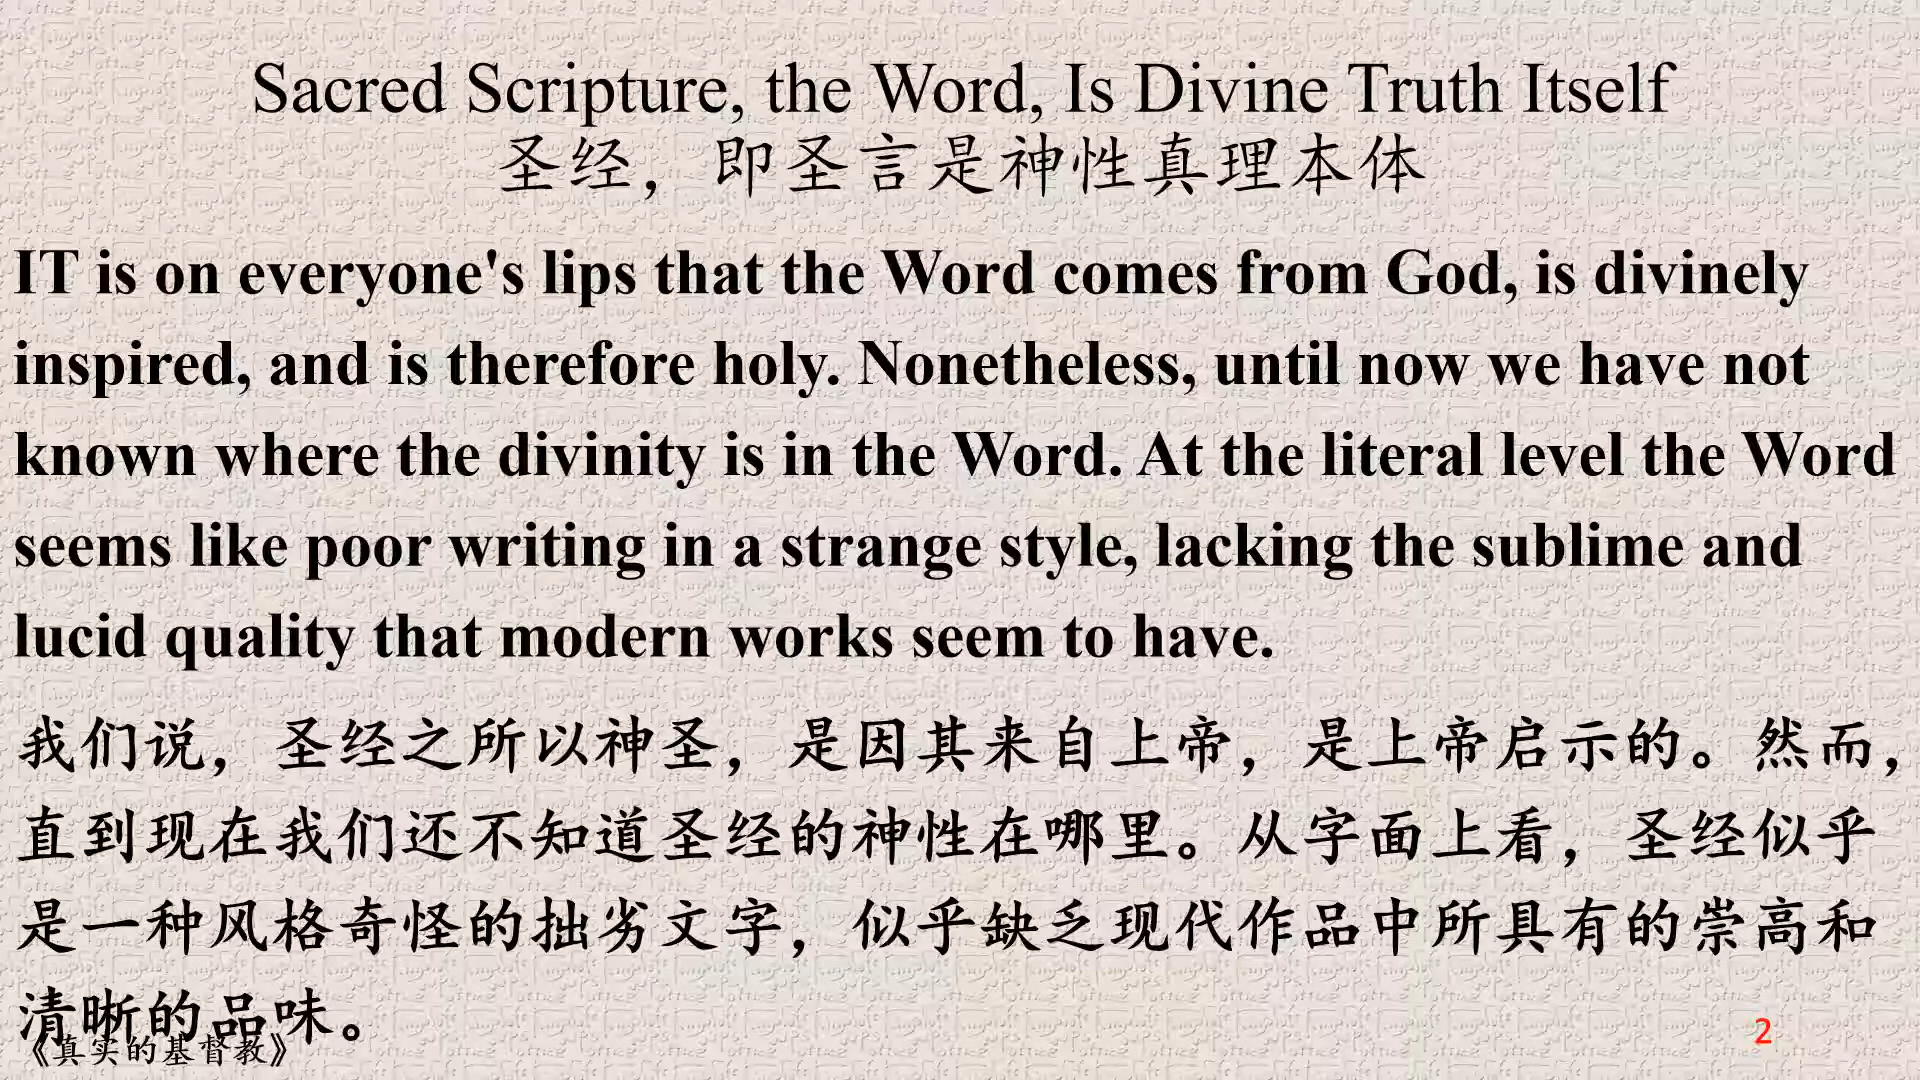 Sacred Scripture, the Word, Is Divine Truth Itself
圣经，即圣言是神性真理本体
IT is on everyone's lips that the Word comes from God, is divinely
inspired, and is therefore holy. Nonetheless, until now we have not
known where the divinity is in the Word. At the literal level the Word
seems like poor writing in a strange style, lacking the sublime and
lucid quality that modern works seem to have.
我们说，圣经之所以神圣，是因其来自上帝，是上帝启示的。然而，
直到现在我们还不知道圣经的神性在哪里。从字面上看，圣经似乎
是一种风格奇怪的拙劣文字，似乎缺乏现代作品中所具有的崇高和
清晰的品味。
《真实的基督教》
2